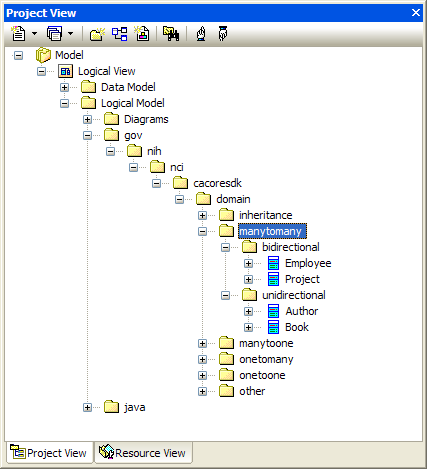 Project View
Model
Logical View
Data Model
Logical Model
Diagrams
gov
nih
nci
cacoresdk
domain
inheritance
manytomany
bidirectional
Employee
Project
unidirectional
Author
Book
manytoone
onetomany
onetoone
other
java
Project View Resource View